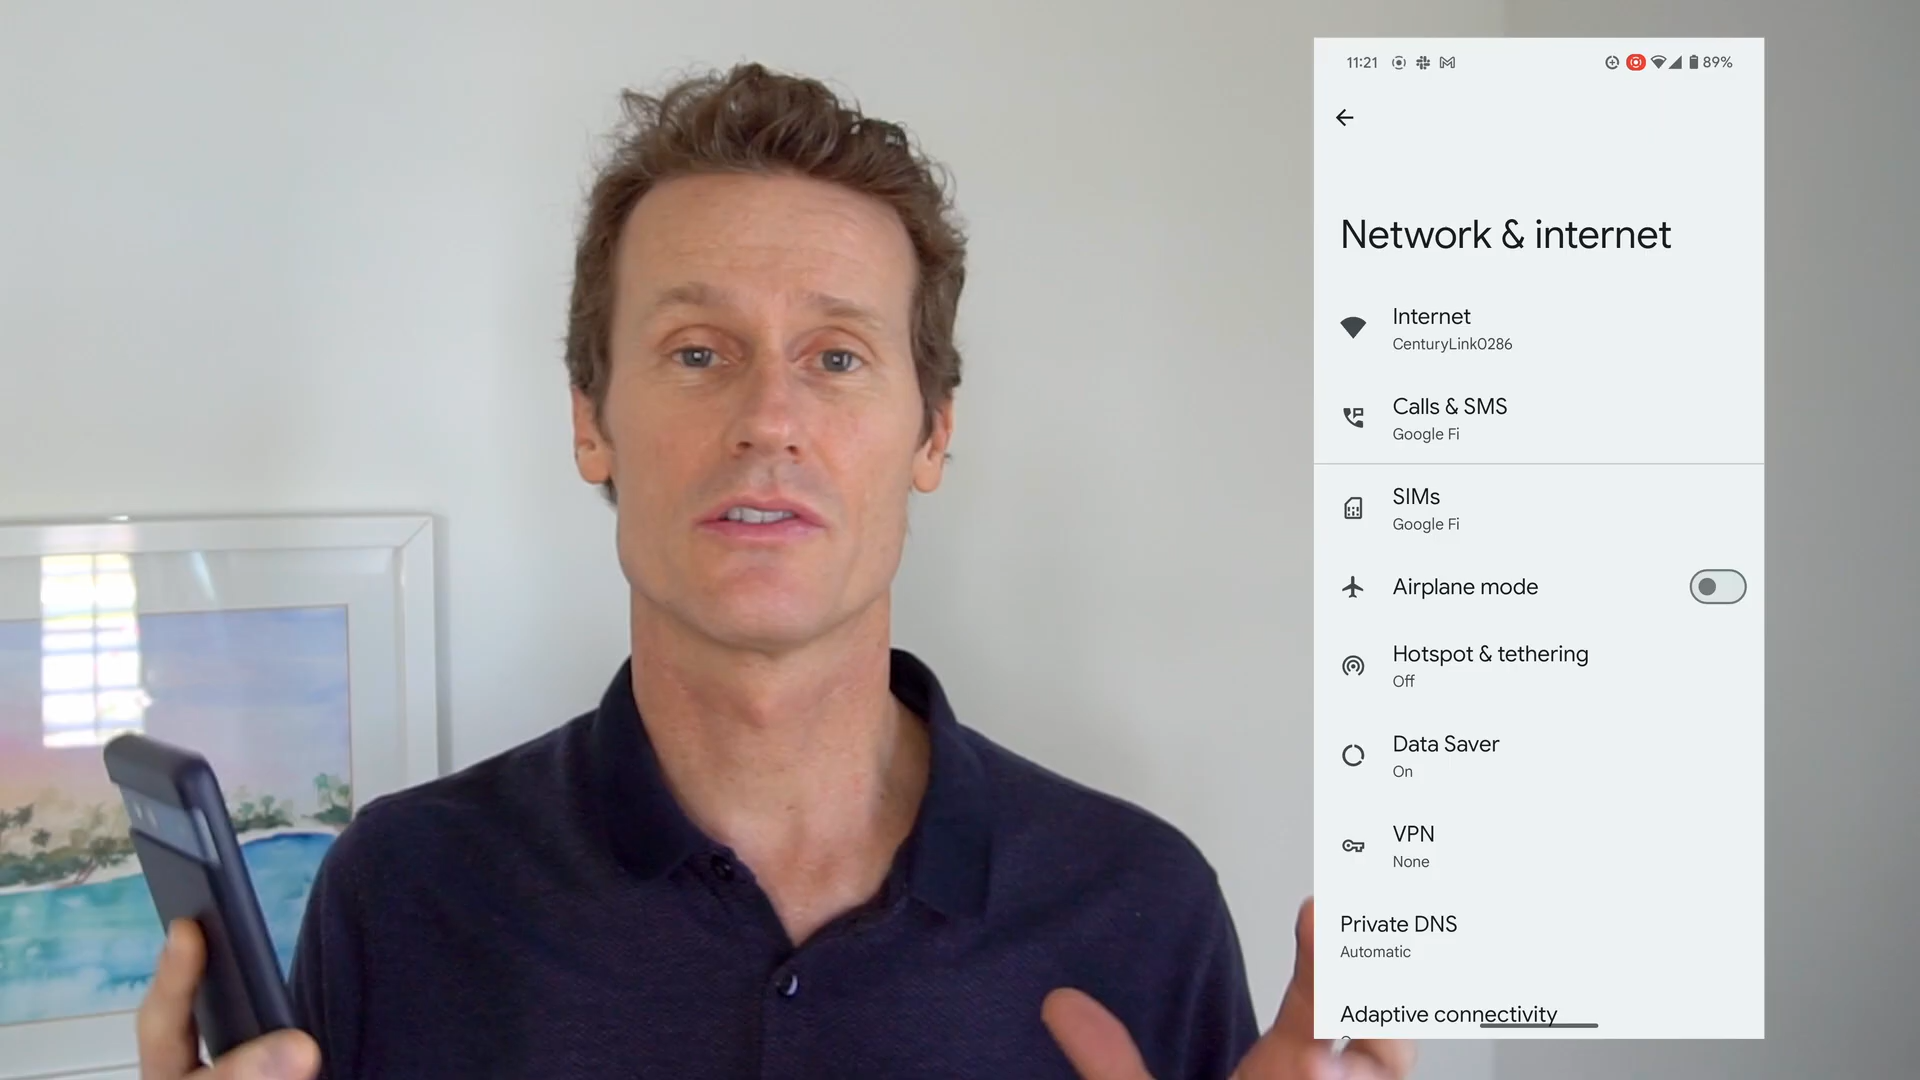 11:21
89%
Network & internet
Internet
CenturyLink0286
Calls & SMS
Google Fi
SIMs
Google Fi
Airplane mode
Hotspot & tethering
Off
Data Saver
On
VPN
None
Private DNS
Automatic
Adaptive connectivity